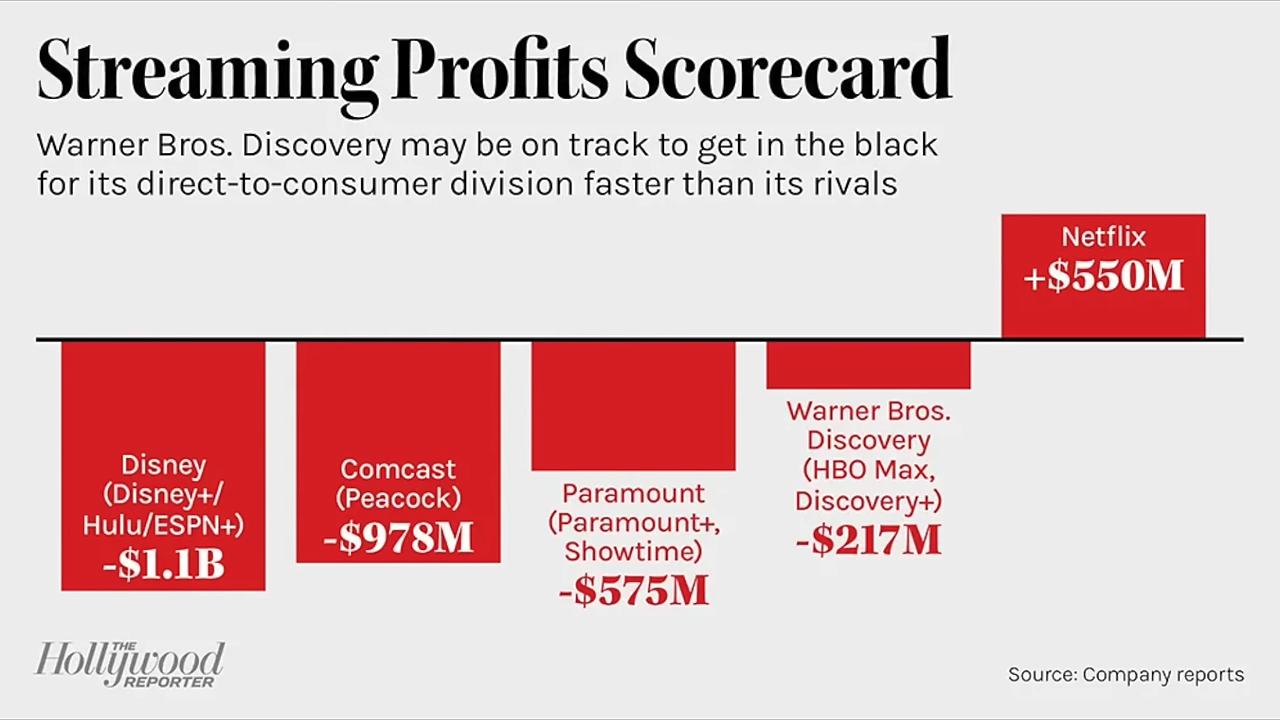 Streaming Profits Scorecard
Warner Bros. Discovery may be on track to get in the black
for its direct-to-consumer division faster than its rivals
Netflix
+$550M
Disney
(Disney+/
Hulu/ESPN+)
-$1.1B
Comcast
(Peacock)
-$978M
Paramount
(Paramount+,
Showtime)
-$575M
Warner Bros.
Discovery
(HBO Max,
Discovery+)
-$217M
THE
Hollywood
REPORTER
Source: Company reports